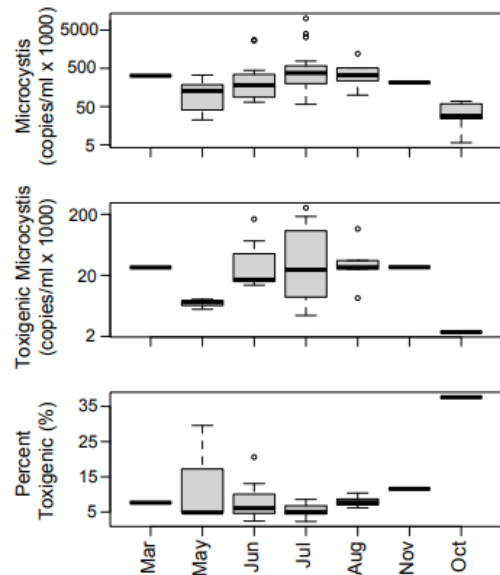 Microcystis
(copies/ml x 1000)
5000
500
50
5
Toxigenic Microcystis
(copies/ml x 1000)
200
20
2
Percent
Toxigenic (%)
35
25
15
5
Mar
May
Jun
Jul
Aug
Nov
Oct